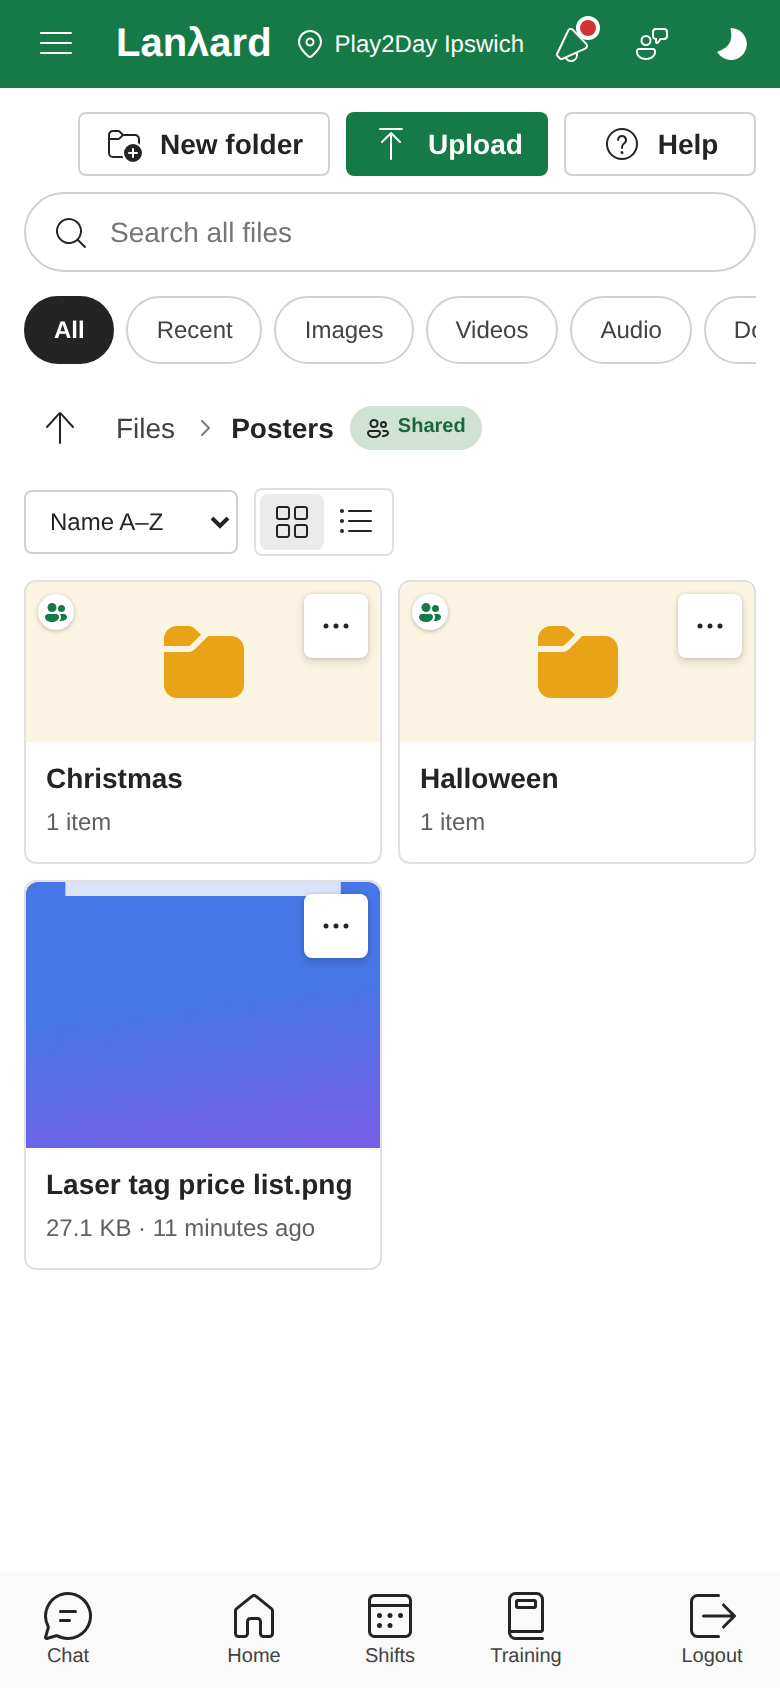 Lanλard
Play2Day Ipswich
New folder
Upload
Help
Search all files
All
Recent
Images
Videos
Audio
Files
Posters
Shared
Name A–Z
Christmas
1 item
Halloween
1 item
Laser tag price list.png
27.1 KB · 11 minutes ago
Chat
Home
Shifts
Training
Logout